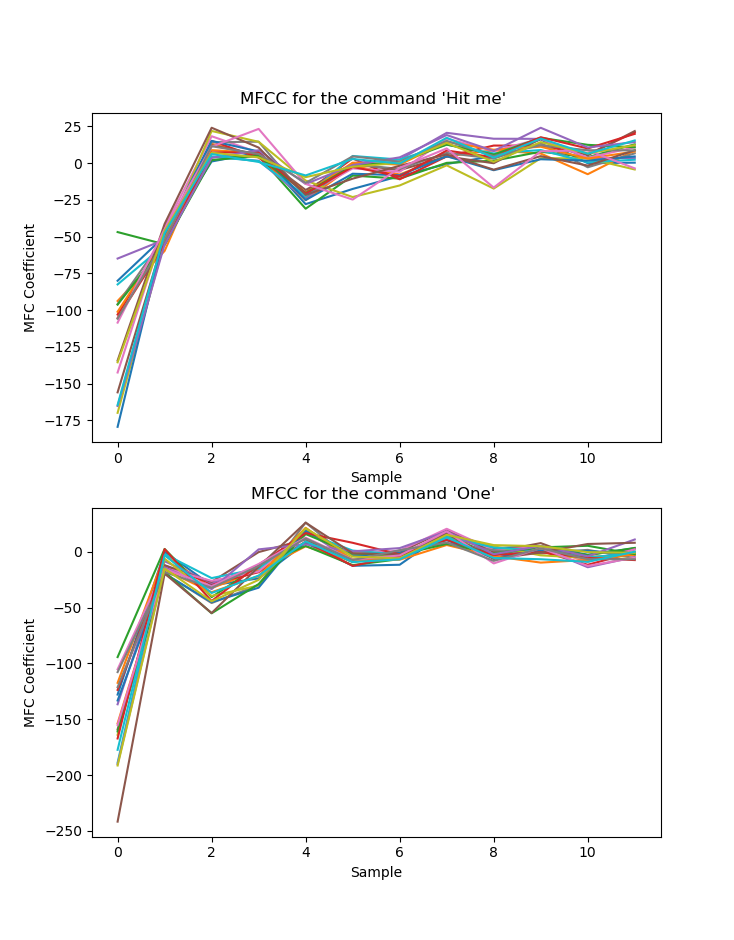 MFCC for the command 'Hit me'
25
0
−25
−50
−75
−100
−125
−150
−175
MFC Coefficient
0 2 4 6 8 10
Sample
MFCC for the command 'One'
0
−50
−100
−150
−200
−250
MFC Coefficient
0 2 4 6 8 10
Sample